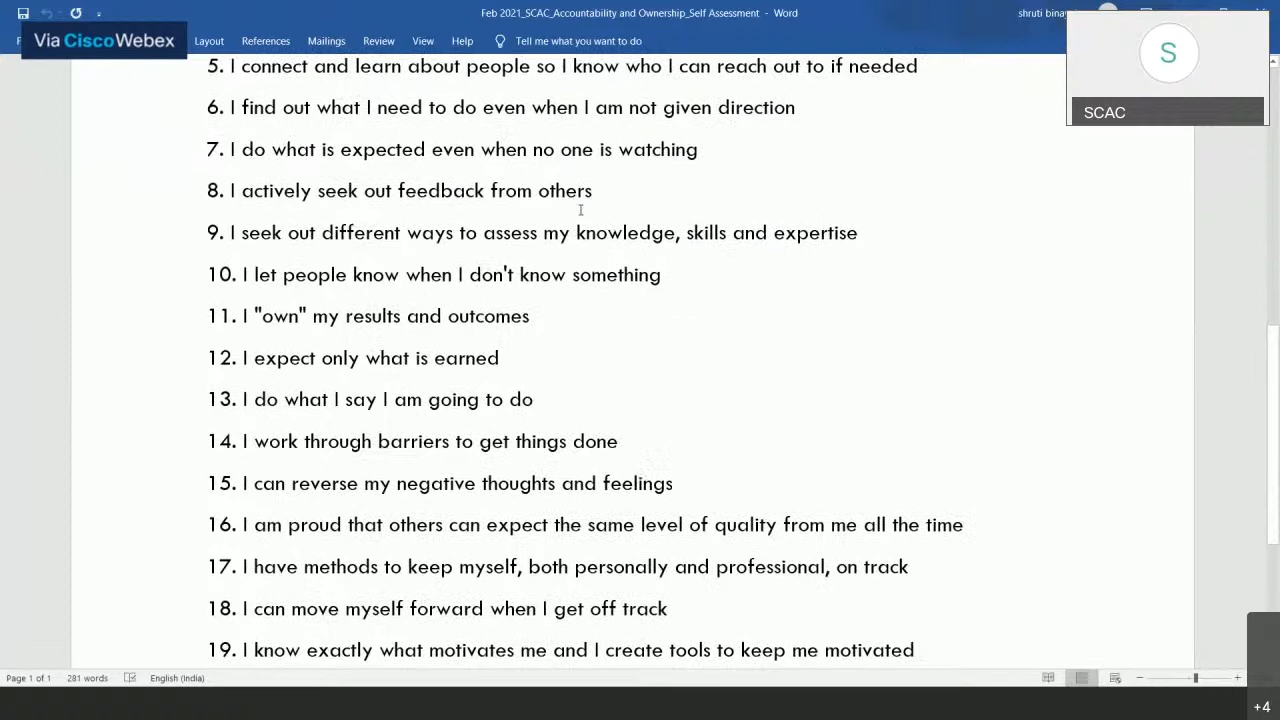 Feb 2021_SCAC_Accountability and Ownership_Self Assessment - Word
shruti
Via CiscoWebex
Layout References Mailings Review View Help Tell me what you want to do
S
SCAC
5. I connect and learn about people so I know who I can reach out to if needed
6. I find out what I need to do even when I am not given direction
7. I do what is expected even when no one is watching
8. I actively seek out feedback from others
9. I seek out different ways to assess my knowledge, skills and expertise
10. I let people know when I don't know something
11. I "own" my results and outcomes
12. I expect only what is earned
13. I do what I say I am going to do
14. I work through barriers to get things done
15. I can reverse my negative thoughts and feelings
16. I am proud that others can expect the same level of quality from me all the time
17. I have methods to keep myself, both personally and professional, on track
18. I can move myself forward when I get off track
19. I know exactly what motivates me and I create tools to keep me motivated
Page 1 of 1 281 words English (India)
+4